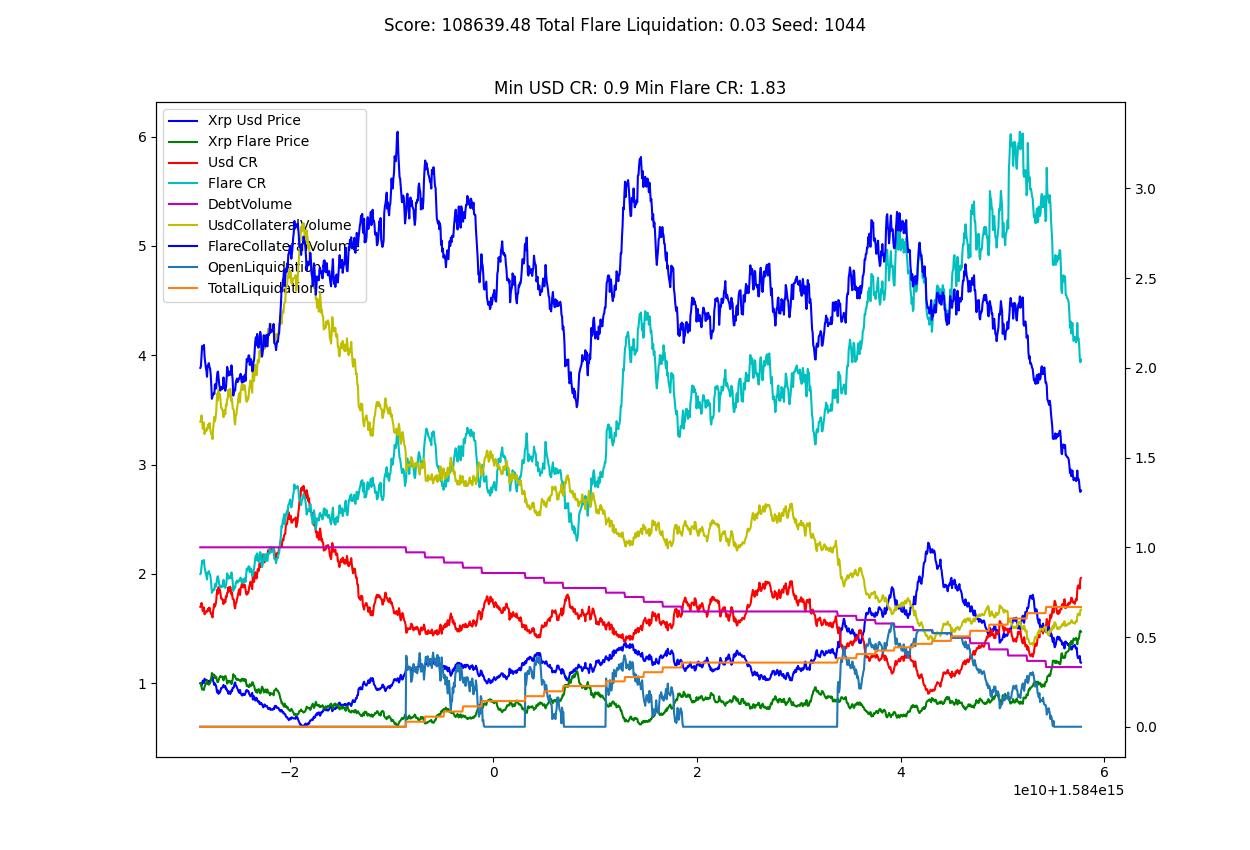 Score: 108639.48 Total Flare Liquidation: 0.03 Seed: 1044
Min USD CR: 0.9 Min Flare CR: 1.83
Xrp Usd Price
Xrp Flare Price
Usd CR
Flare CR
DebtVolume
UsdCollateralVolume
FlareCollateralVolume
OpenLiquidations
TotalLiquidations
6
5
4
3
2
1
3.0
2.5
2.0
1.5
1.0
0.5
0.0
−2
0
2
4
6
1e10+1.584e15